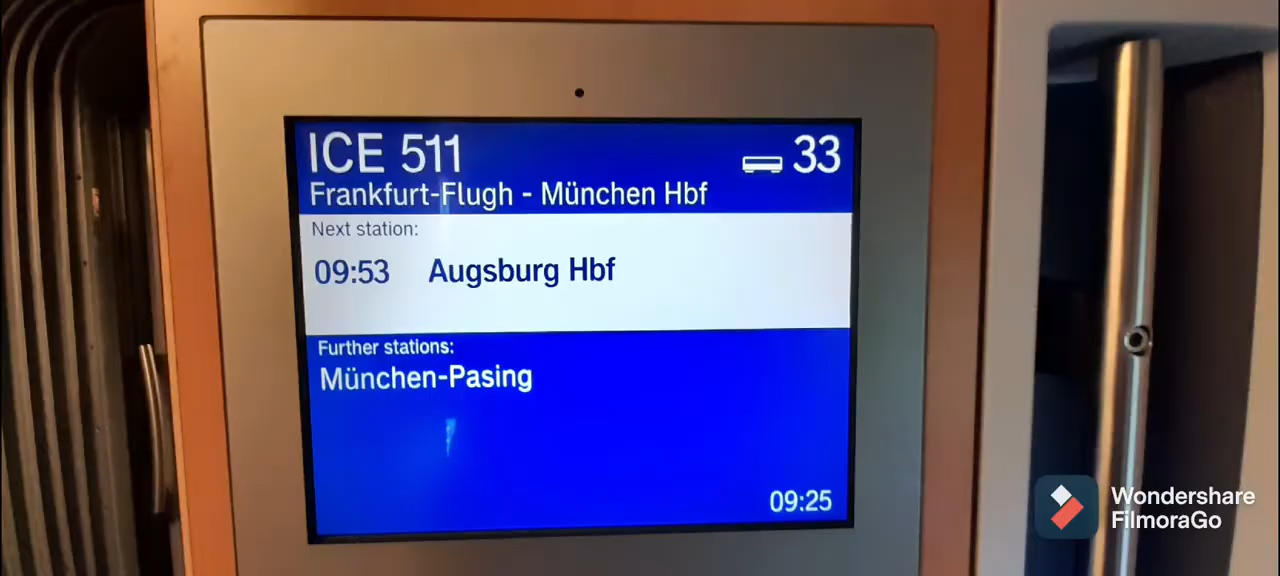 ICE 511
33
Frankfurt-Flugh - München Hbf
Next station:
09:53 Augsburg Hbf
Further stations:
München-Pasing
09:25
Wondershare
FilmoraGo